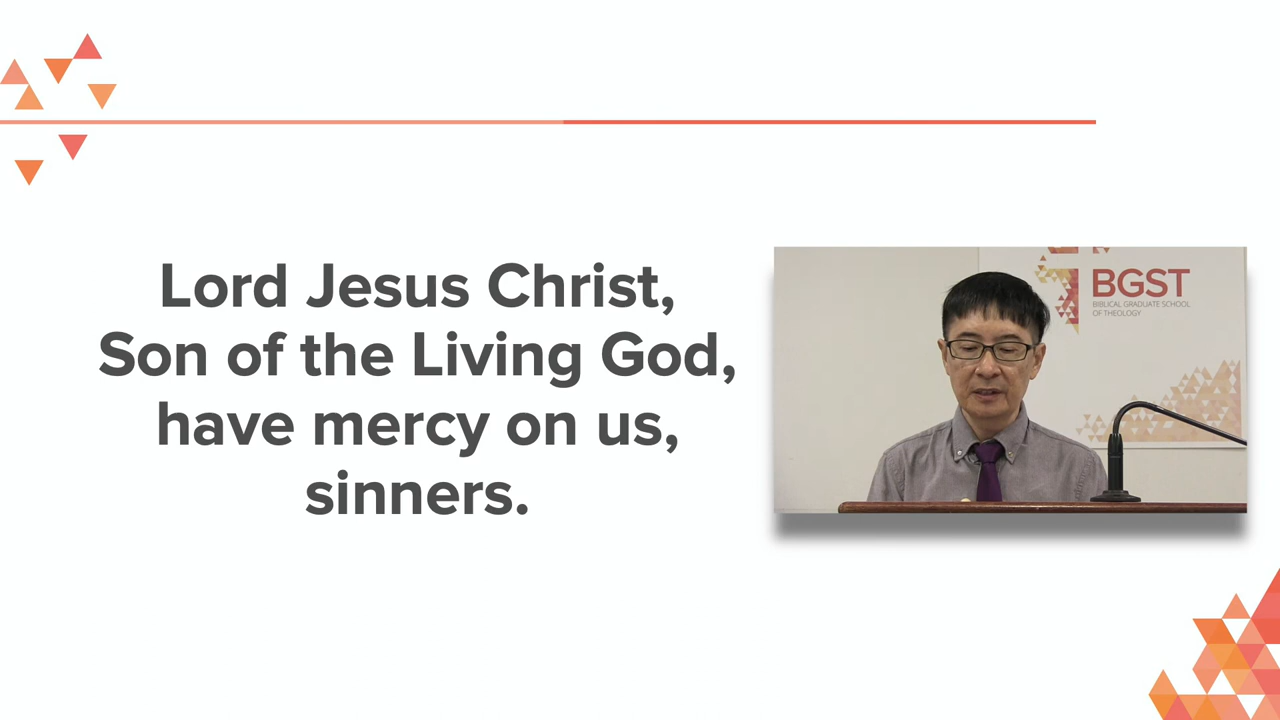 Lord Jesus Christ,
Son of the Living God,
have mercy on us,
sinners.
BGST
BIBLICAL GRADUATE SCHOOL
OF THEOLOGY